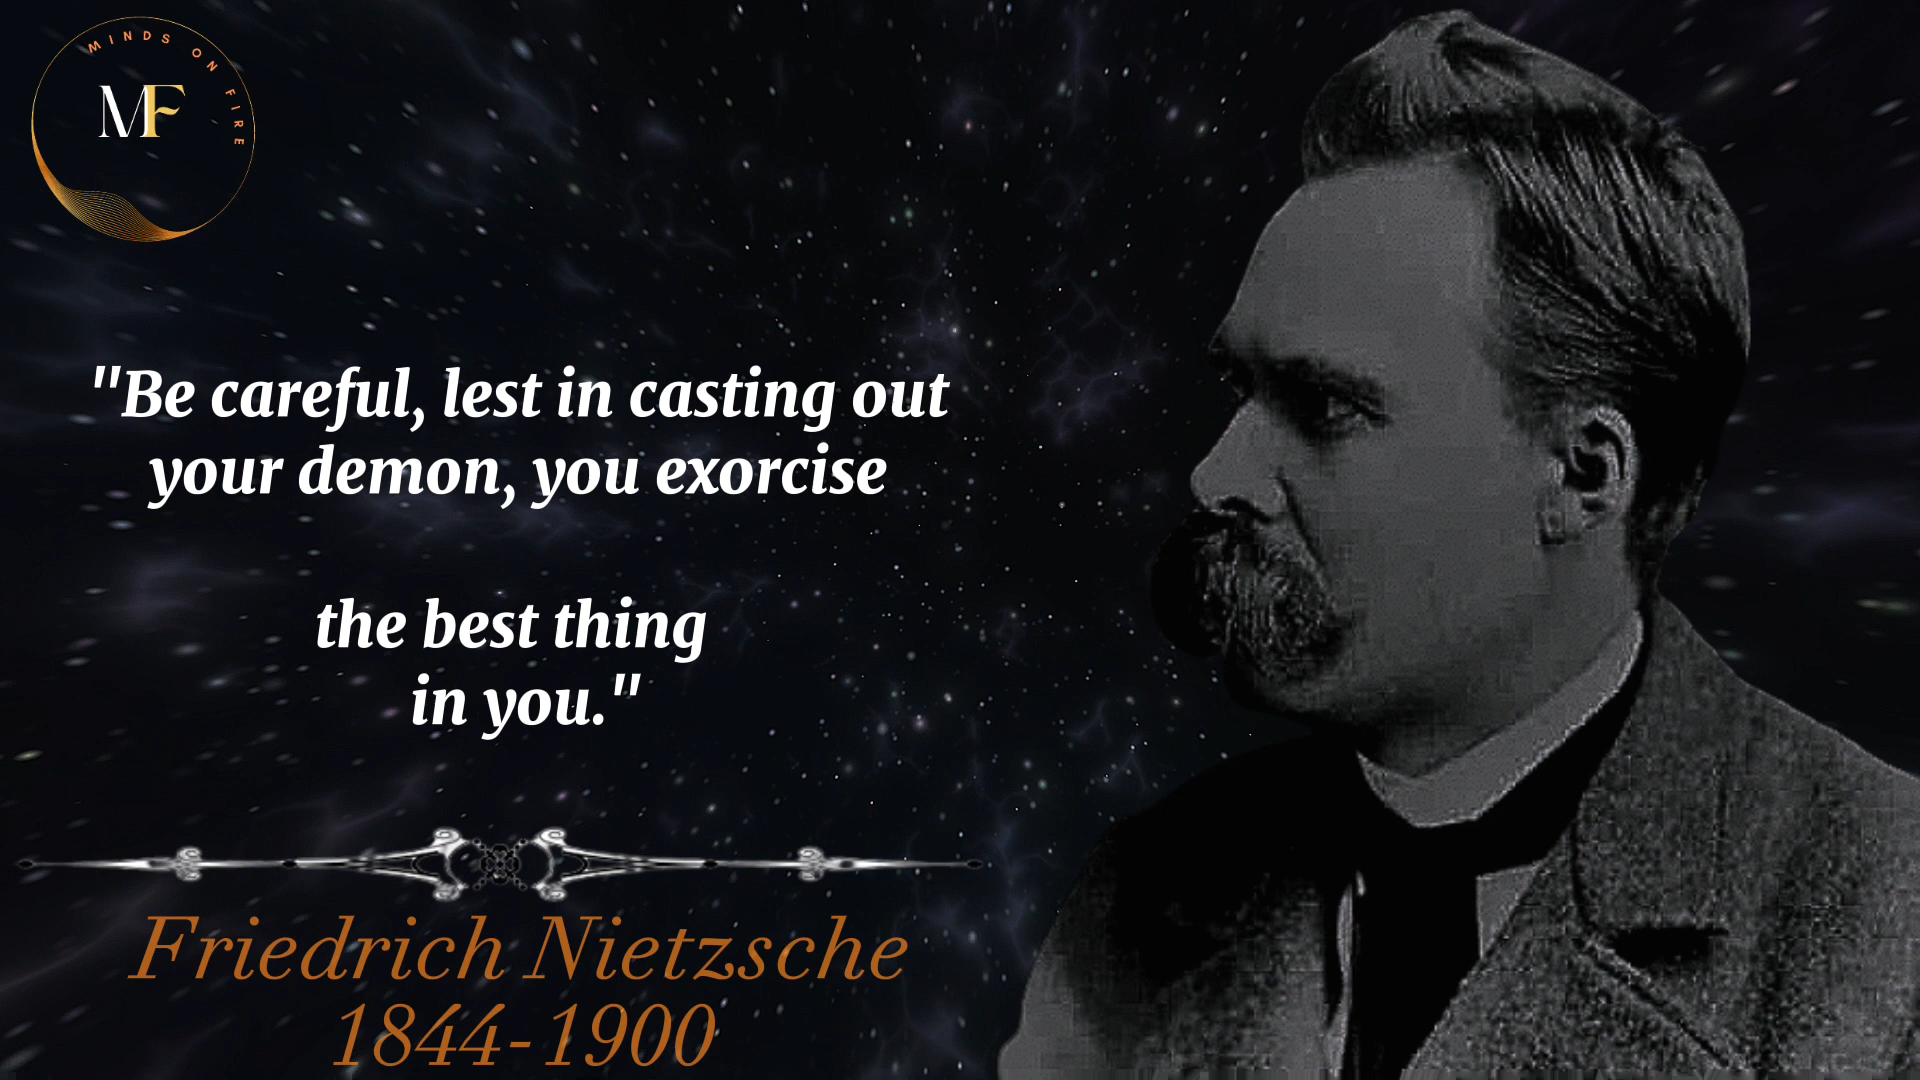 MINDS ON FIRE
MF
"Be careful, lest in casting out
your demon, you exorcise
the best thing
in you."
Friedrich Nietzsche
1844-1900